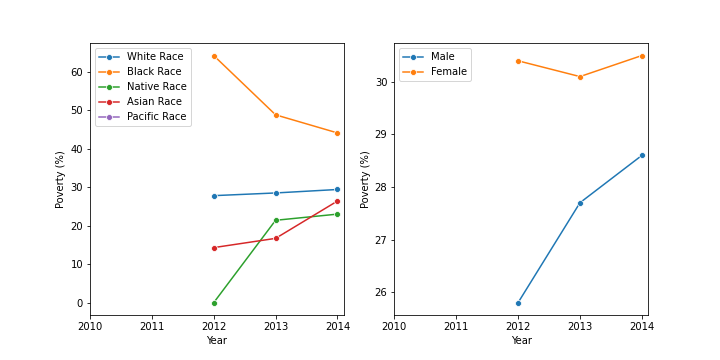 White Race
Black Race
Native Race
Asian Race
Pacific Race
60
50
40
30
20
10
0
Poverty (%)
2010 2011 2012 2013 2014
Year
Male
Female
30
29
28
27
26
Poverty (%)
2010 2011 2012 2013 2014
Year